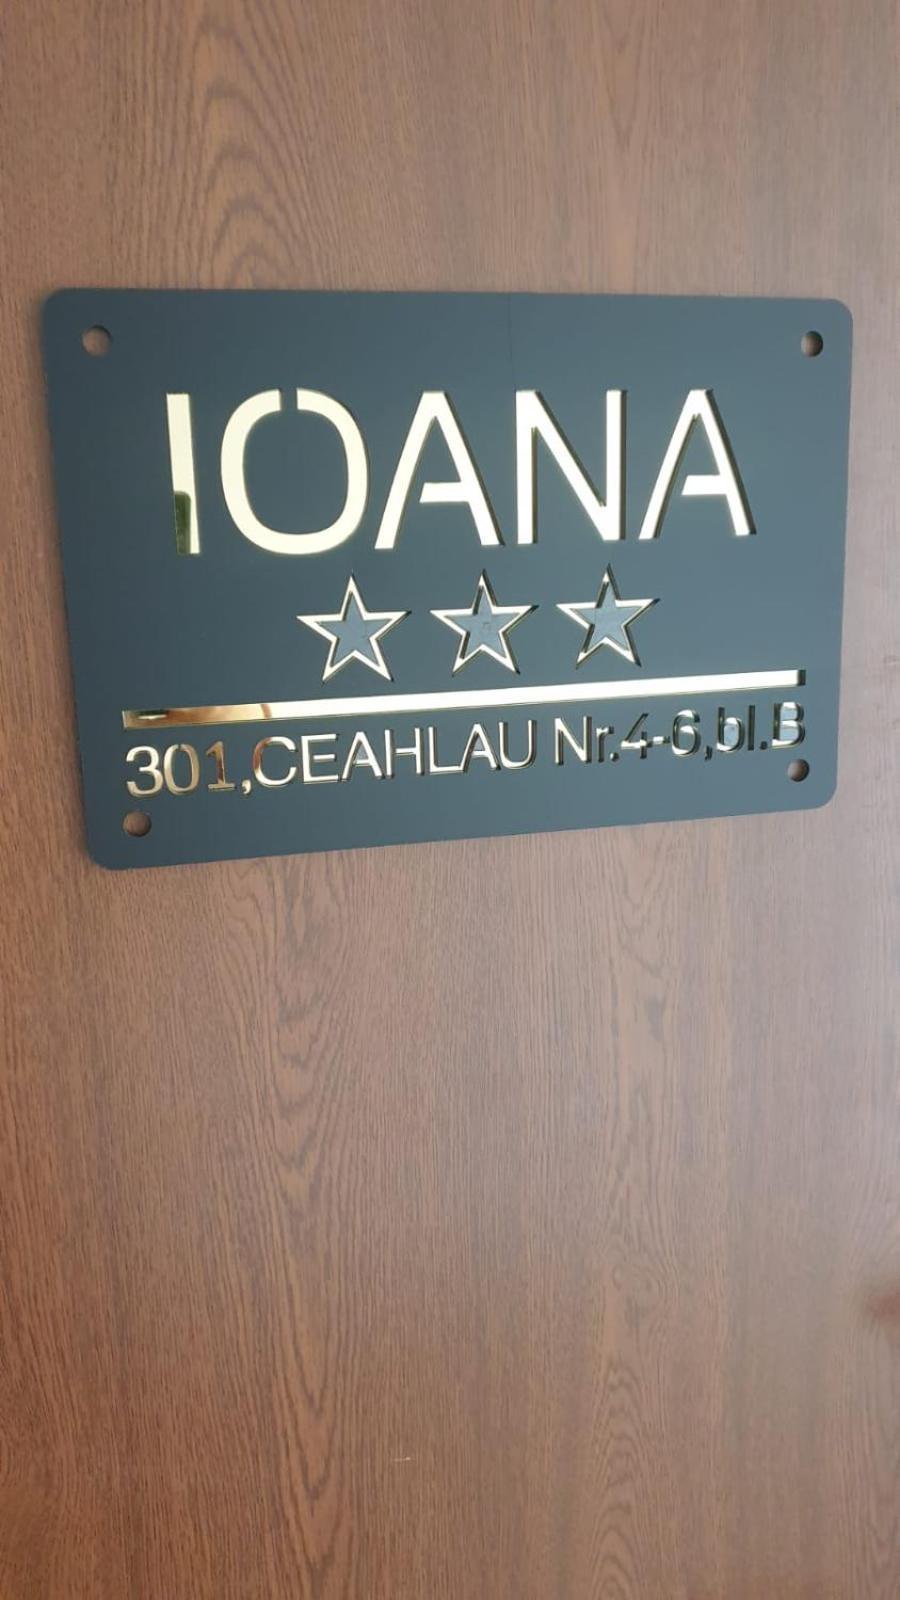 IOANA
301,CEAHLAU Nr.4-6,bl.B